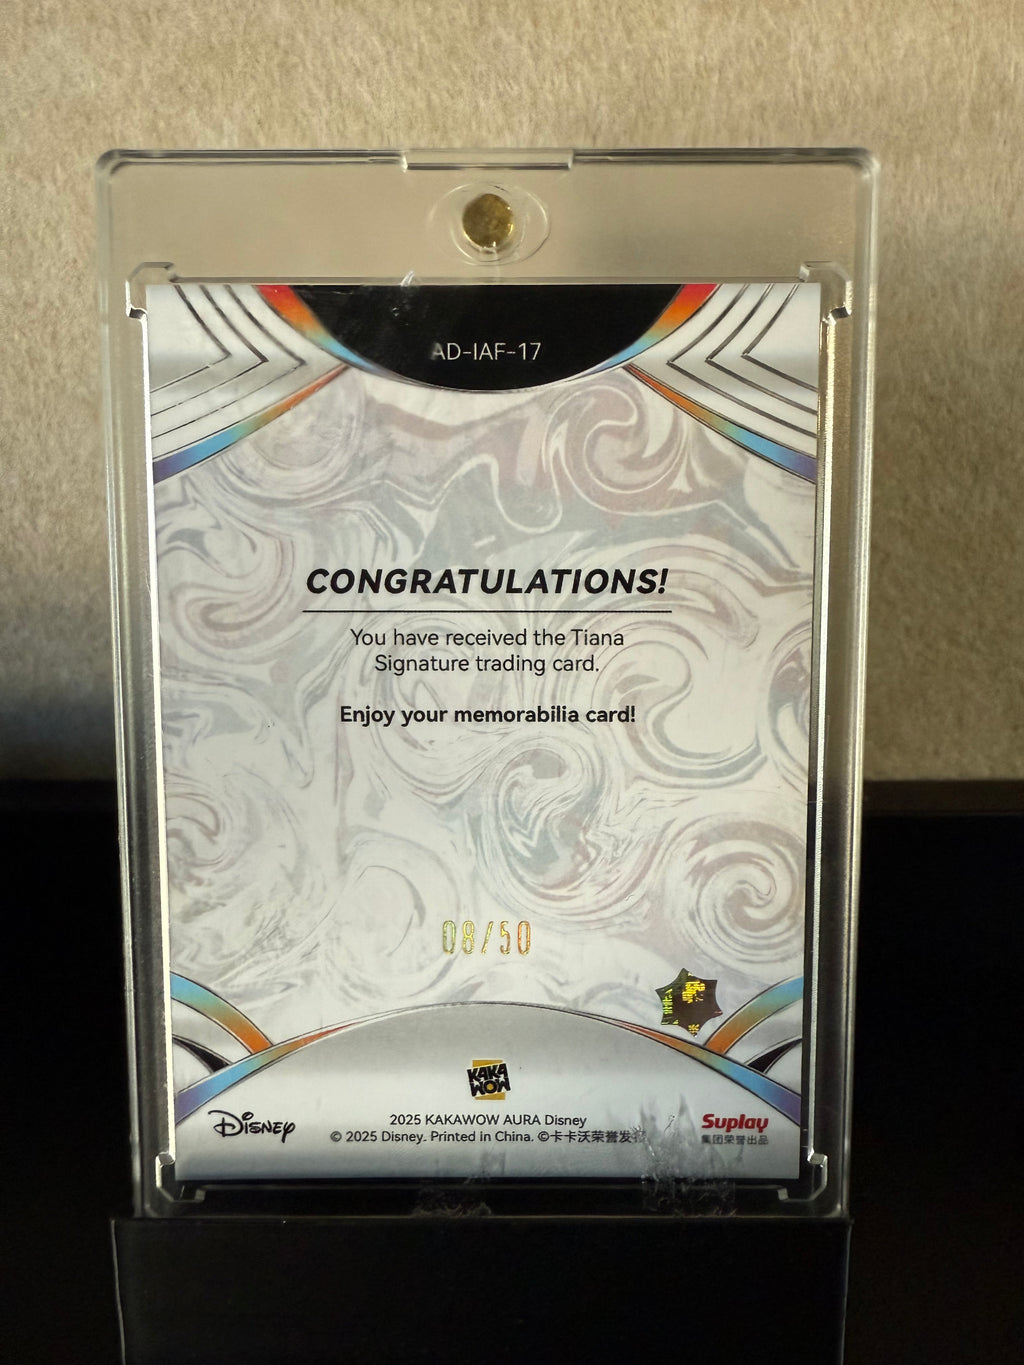 AD-IAF-17
CONGRATULATIONS!
You have received the Tiana
Signature trading card.
Enjoy your memorabilia card!
08/50
KAKA
WOW
Disney
2025 KAKAWOW AURA Disney
© 2025 Disney. Printed in China. ©卡卡沃荣誉发
Suplay
集团荣誉出品